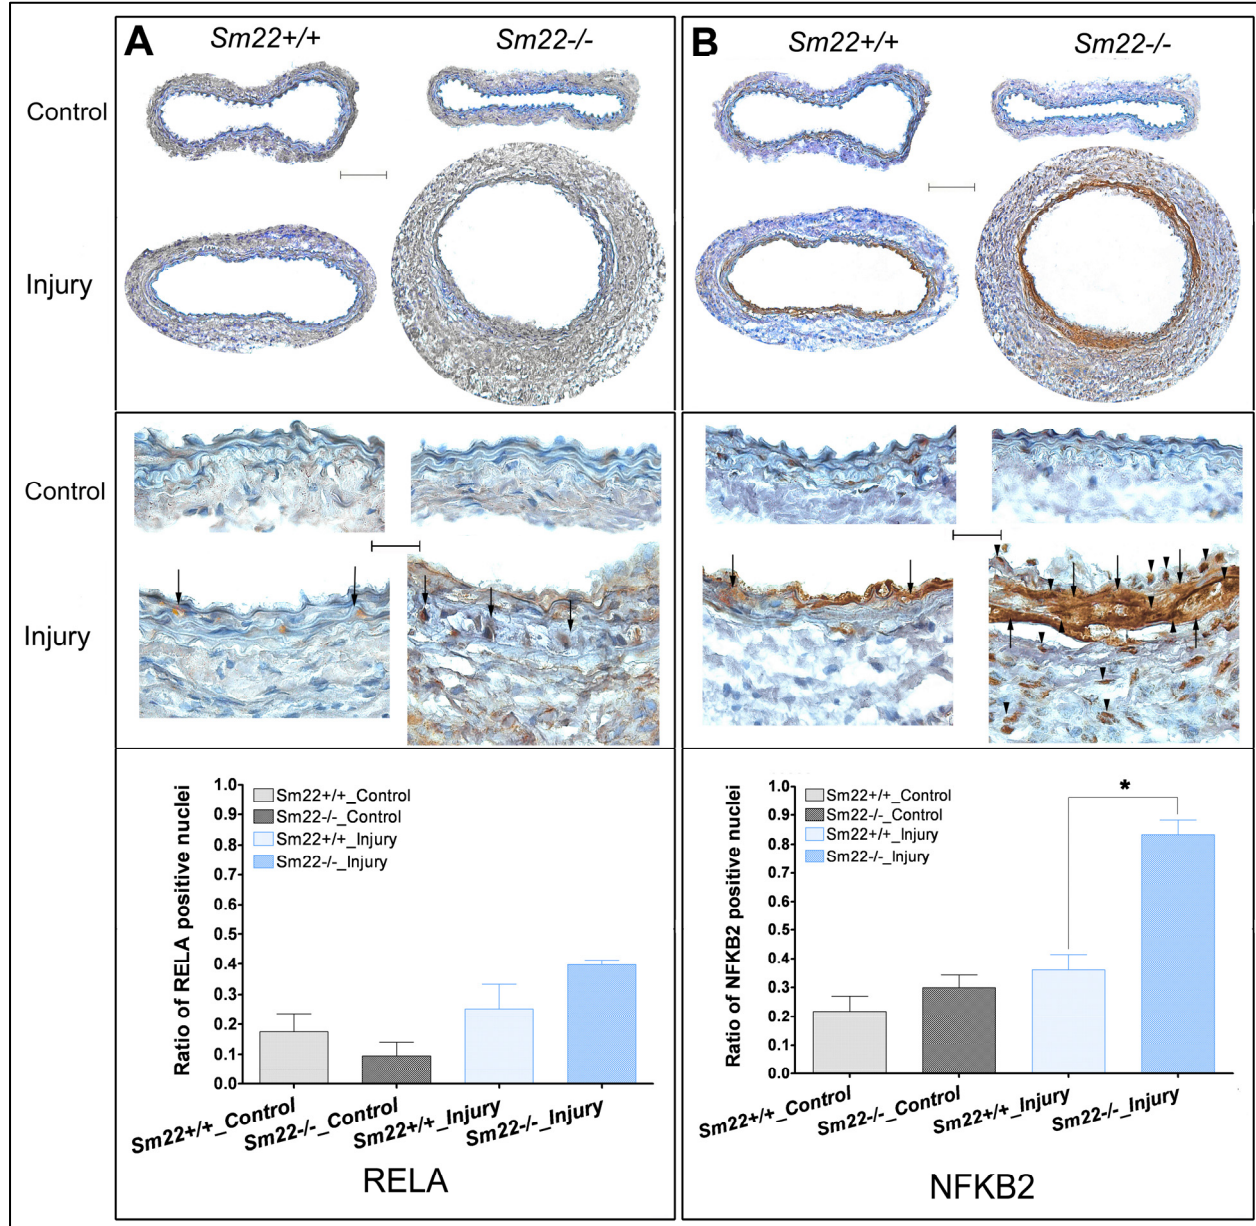 A
Sm22+/+
Sm22-/-
B
Sm22+/+
Sm22-/-
Control
Injury
Control
Injury
Ratio of RELA positive nuclei
1.0
0.9
0.8
0.7
0.6
0.5
0.4
0.3
0.2
0.1
0.0
Sm22+/+_Control
Sm22-/-_Control
Sm22+/+_Injury
Sm22-/-_Injury
Sm22+/+_Control
Sm22-/-_Control
Sm22+/+_Injury
Sm22-/-_Injury
RELA
Ratio of NFKB2 positive nuclei
1.0
0.9
0.8
0.7
0.6
0.5
0.4
0.3
0.2
0.1
0.0
Sm22+/+_Control
Sm22-/-_Control
Sm22+/+_Injury
Sm22-/-_Injury
*
Sm22+/+_Control
Sm22-/-_Control
Sm22+/+_Injury
Sm22-/-_Injury
NFKB2